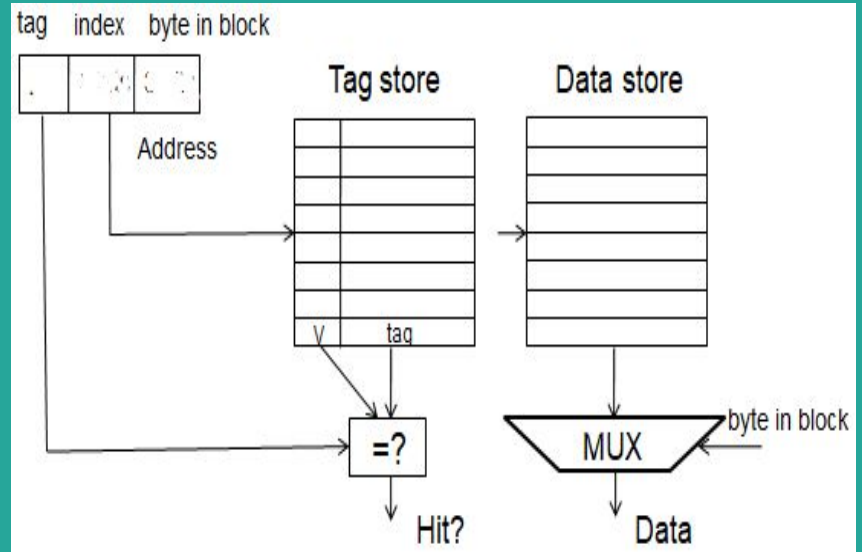 tag index byte in block
Tag store Data store
Address
V tag
=?
MUX
byte in block
Hit?
Data